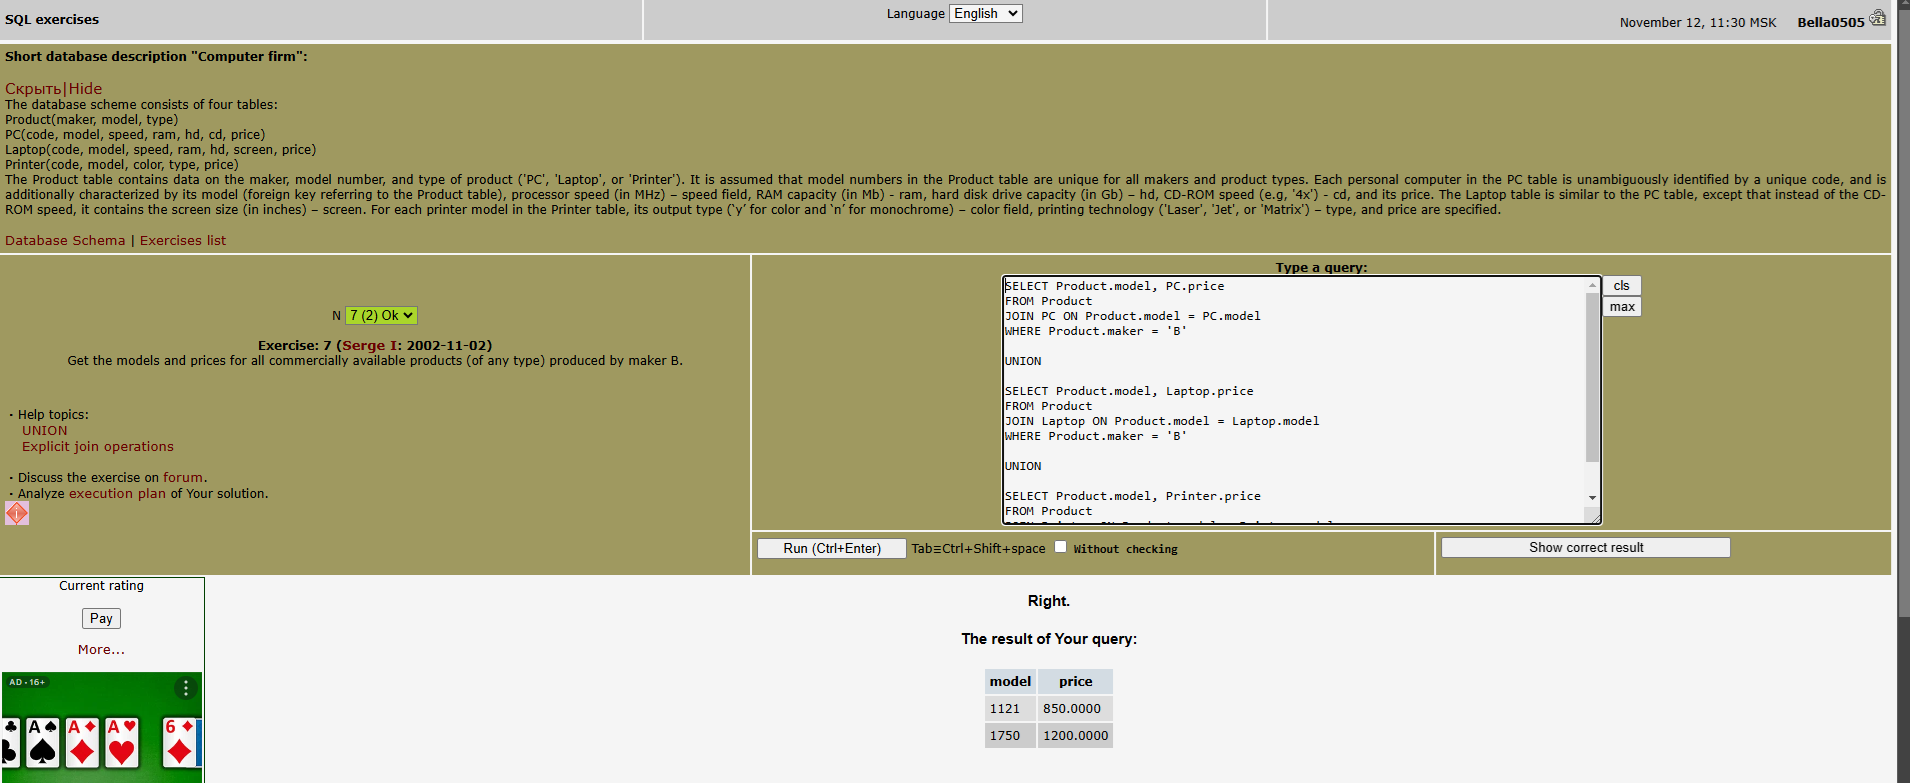 SQL exercises
Language English
November 12, 11:30 MSK Bella0505
Short database description "Computer firm":
Скрыть|Hide
The database scheme consists of four tables:
Product(maker, model, type)
PC(code, model, speed, ram, hd, cd, price)
Laptop(code, model, speed, ram, hd, screen, price)
Printer(code, model, color, type, price)
The Product table contains data on the maker, model number, and type of product ('PC', 'Laptop', or 'Printer'). It is assumed that model numbers in the Product table are unique for all makers and product types. Each personal computer in the PC table is unambiguously identified by a unique code, and is
additionally characterized by its model (foreign key referring to the Product table), processor speed (in MHz) – speed field, RAM capacity (in Mb) - ram, hard disk drive capacity (in Gb) – hd, CD-ROM speed (e.g, '4x') - cd, and its price. The Laptop table is similar to the PC table, except that instead of the CD-
ROM speed, it contains the screen size (in inches) – screen. For each printer model in the Printer table, its output type (‘y’ for color and ‘n’ for monochrome) – color field, printing technology ('Laser', 'Jet', or 'Matrix') – type, and price are specified.
Database Schema | Exercises list
N 7 (2) Ok
Exercise: 7 (Serge I: 2002-11-02)
Get the models and prices for all commercially available products (of any type) produced by maker B.
· Help topics:
UNION
Explicit join operations
· Discuss the exercise on forum.
· Analyze execution plan of Your solution.
Type a query:
SELECT Product.model, PC.price
FROM Product
JOIN PC ON Product.model = PC.model
WHERE Product.maker = 'B'
UNION
SELECT Product.model, Laptop.price
FROM Product
JOIN Laptop ON Product.model = Laptop.model
WHERE Product.maker = 'B'
UNION
SELECT Product.model, Printer.price
FROM Product
cls
max
Run (Ctrl+Enter) Tab≡Ctrl+Shift+space Without checking
Show correct result
Current rating
Pay
More...
AD • 16+
A A A 6
Right.
The result of Your query:
model price
1121 850.0000
1750 1200.0000